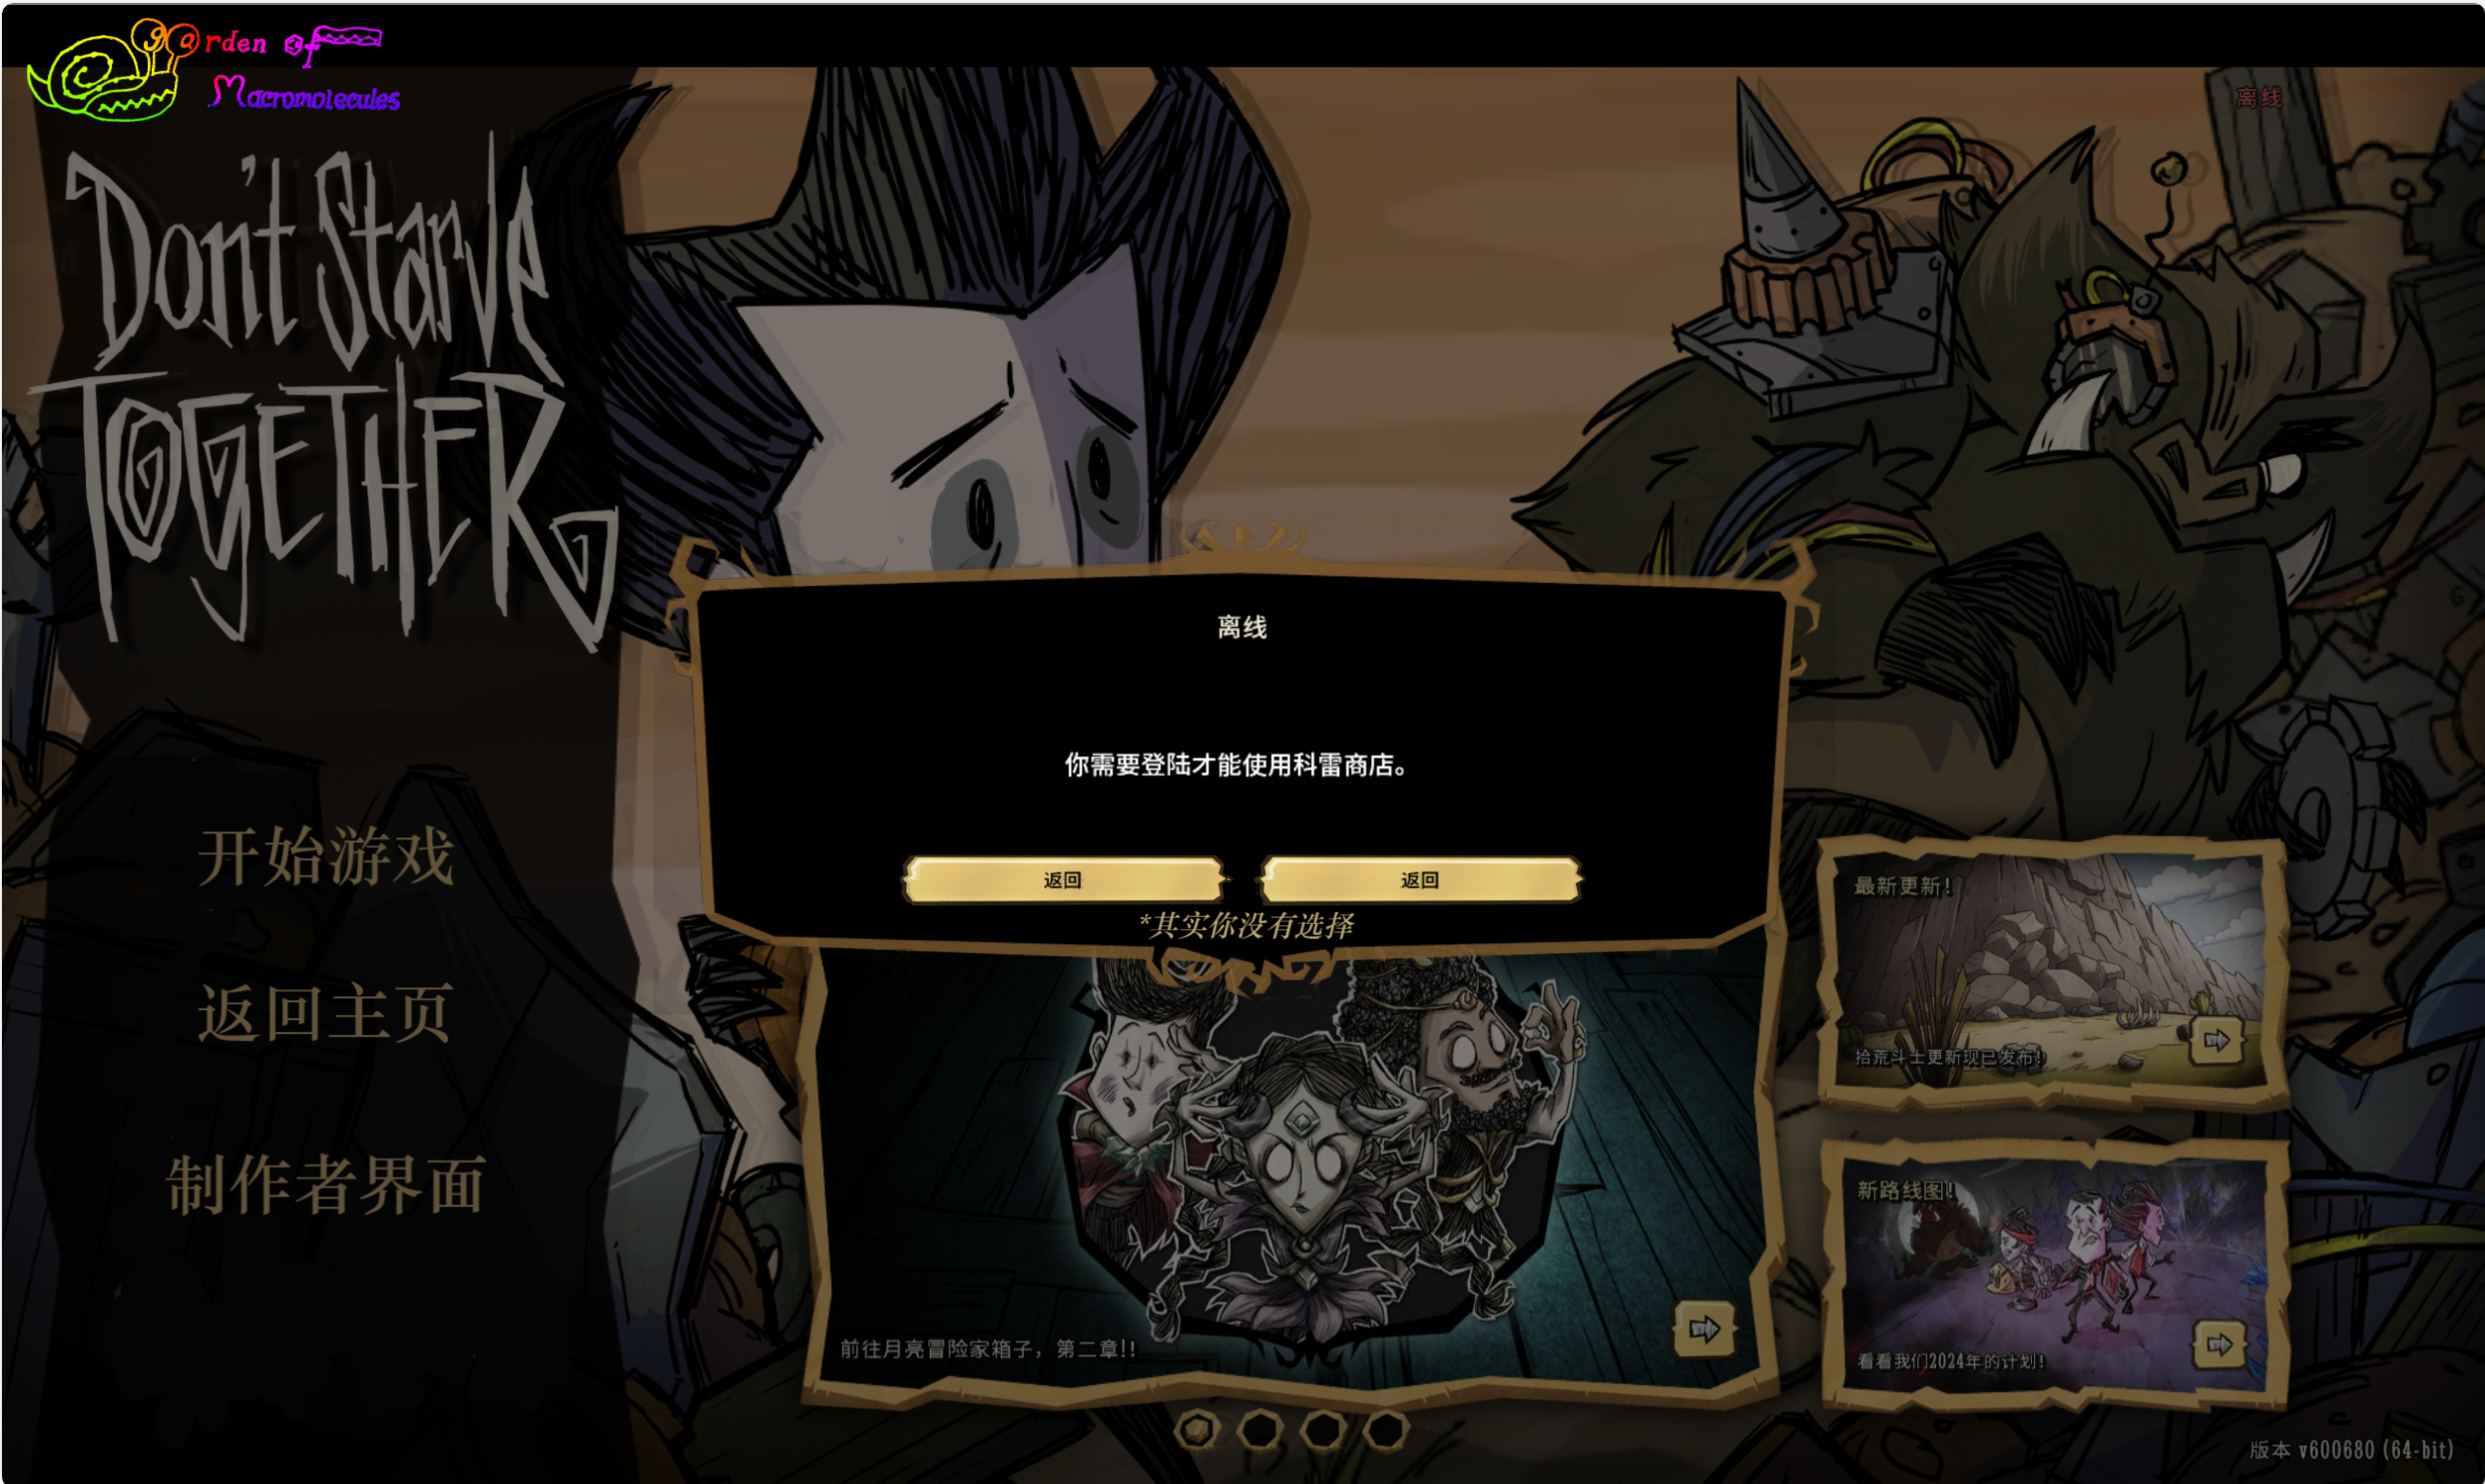 garden of
Macromolecules
离线
Don't Starve
TOGETHER
离线
你需要登陆才能使用科雷商店。
返回
返回
*其实你没有选择
开始游戏
返回主页
制作者界面
最新更新!
拾荒斗士更新现已发布!
新路线图!
看看我们2024年的计划!
前往月亮冒险家箱子，第二章!!
版本 v600680 (64-bit)